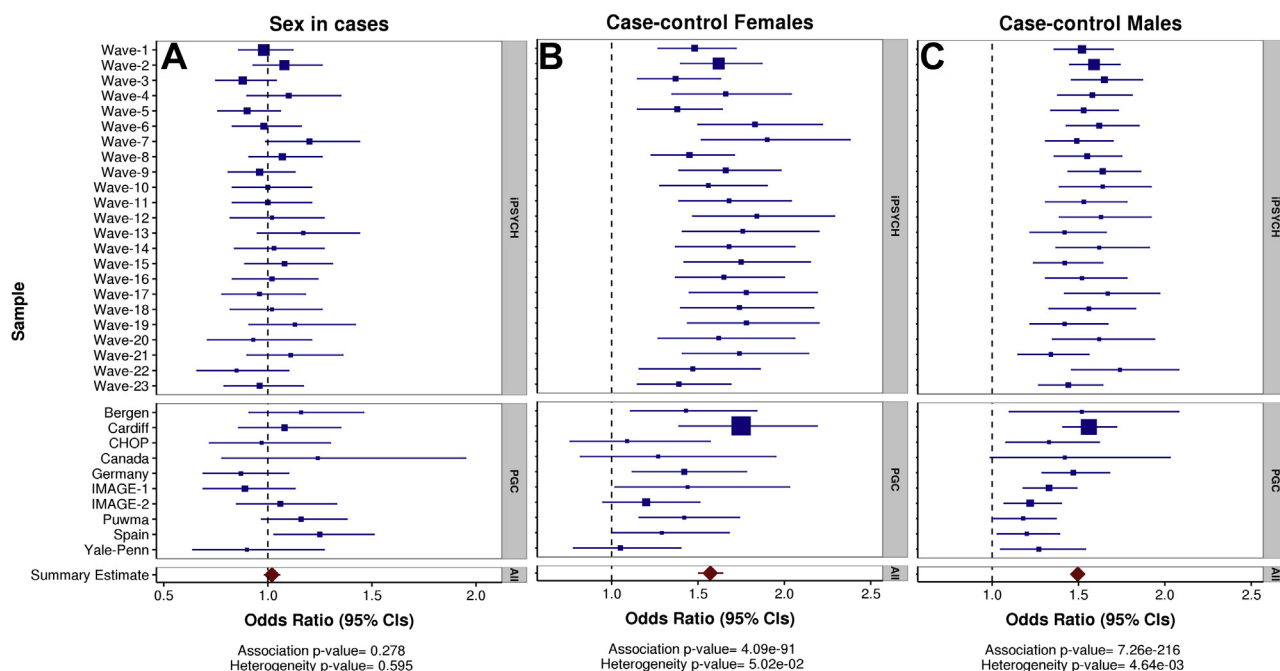 Sex in cases
Case-control Females
Case-control Males
A
B
C
Sample
Wave-1
Wave-2
Wave-3
Wave-4
Wave-5
Wave-6
Wave-7
Wave-8
Wave-9
Wave-10
Wave-11
Wave-12
Wave-13
Wave-14
Wave-15
Wave-16
Wave-17
Wave-18
Wave-19
Wave-20
Wave-21
Wave-22
Wave-23
iPSYCH
iPSYCH
iPSYCH
Bergen
Cardiff
CHOP
Canada
Germany
IMAGE-1
IMAGE-2
Puwma
Spain
Yale-Penn
PGC
PGC
PGC
Summary Estimate
All
All
All
0.5 1.0 1.5 2.0
1.0 1.5 2.0 2.5
1.0 1.5 2.0 2.5
Odds Ratio (95% CIs)
Odds Ratio (95% CIs)
Odds Ratio (95% CIs)
Association p-value= 0.278
Heterogeneity p-value= 0.595
Association p-value= 4.09e-91
Heterogeneity p-value= 5.02e-02
Association p-value= 7.26e-216
Heterogeneity p-value= 4.64e-03